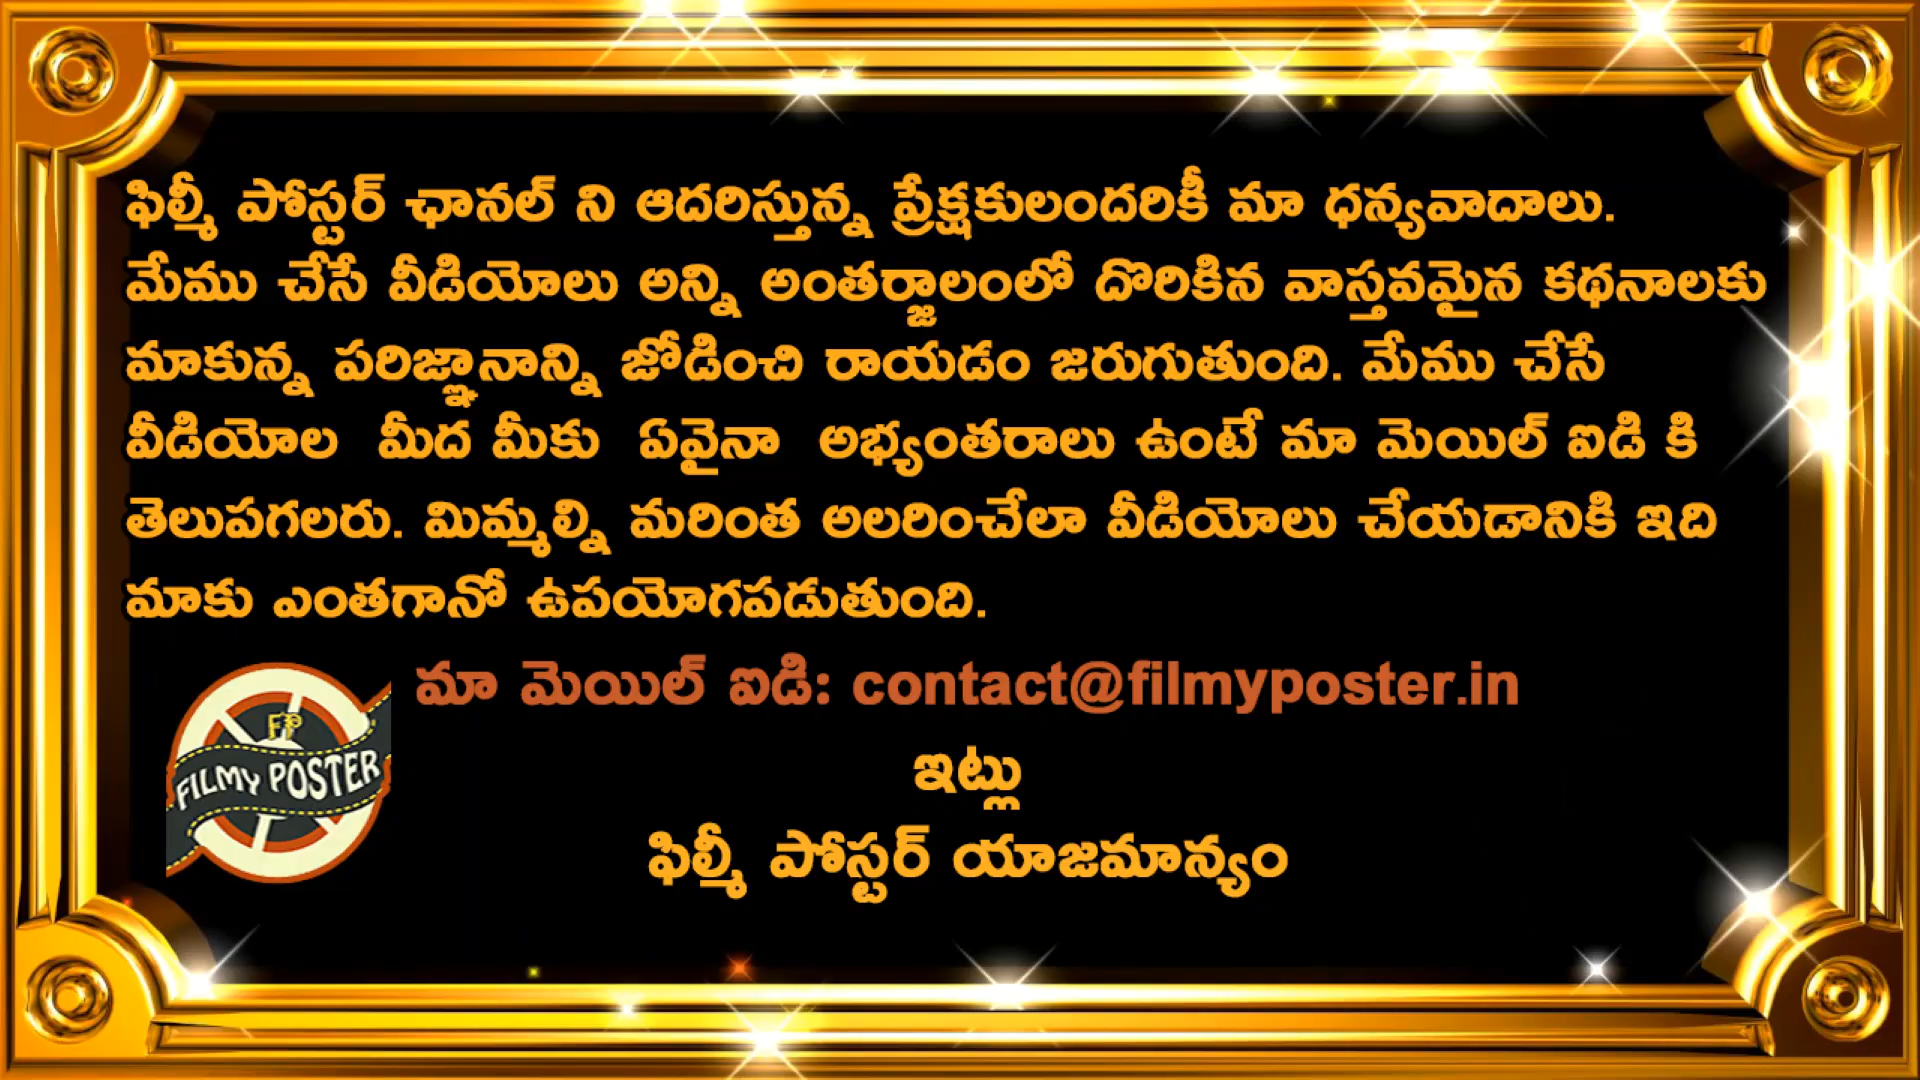 ఫిల్మీ పోస్టర్ ఛానల్ ని ఆదరిస్తున్న ప్రేక్షకులందరికీ మా ధన్యవాదాలు.
మేము చేసే వీడియోలు అన్ని అంతర్జాలంలో దొరికిన వాస్తవమైన కథనాలకు
మాకున్న పరిజ్ఞానాన్ని జోడించి రాయడం జరుగుతుంది. మేము చేసే
వీడియోల మీద మీకు ఏవైనా అభ్యంతరాలు ఉంటే మా మెయిల్ ఐడి కి
తెలుపగలరు. మిమ్మల్ని మరింత అలరించేలా వీడియోలు చేయడానికి ఇది
మాకు ఎంతగానో ఉపయోగపడుతుంది.
మా మెయిల్ ఐడి: contact@filmyposter.in
FP
FILMY POSTER
ఇట్లు
ఫిల్మీ పోస్టర్ యాజమాన్యం